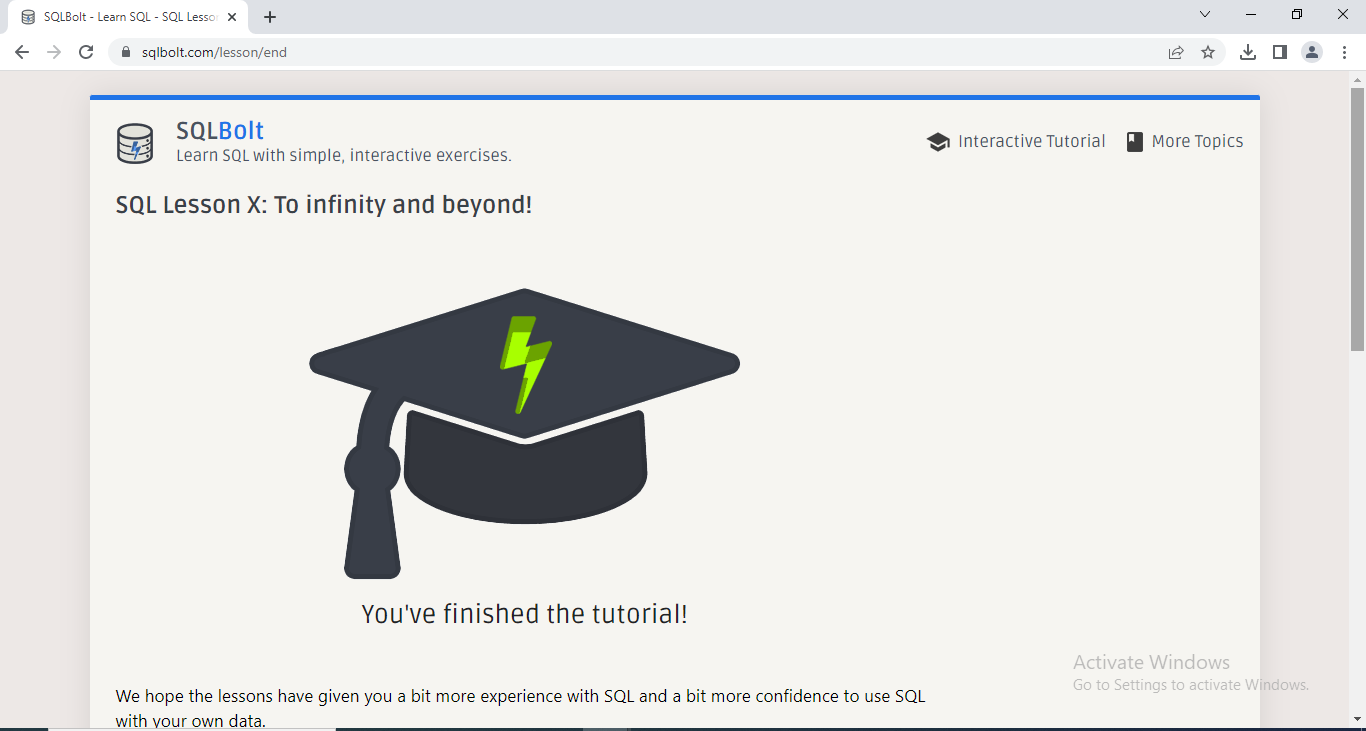 SQLBolt - Learn SQL - SQL Lesson
sqlbolt.com/lesson/end
SQLBolt
Learn SQL with simple, interactive exercises.
Interactive Tutorial
More Topics
SQL Lesson X: To infinity and beyond!
You've finished the tutorial!
Activate Windows
Go to Settings to activate Windows.
We hope the lessons have given you a bit more experience with SQL and a bit more confidence to use SQL
with your own data.